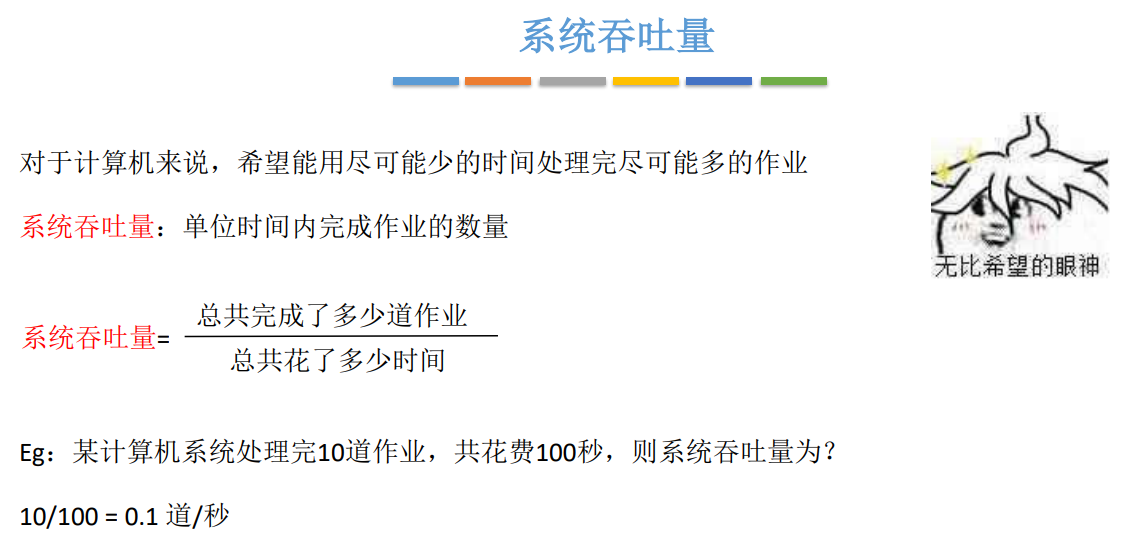 系统吞吐量
对于计算机来说，希望能用尽可能少的时间处理完尽可能多的作业
系统吞吐量：单位时间内完成作业的数量
无比希望的眼神
总共完成了多少道作业
系统吞吐量=
总共花了多少时间
Eg：某计算机系统处理完10道作业，共花费100秒，则系统吞吐量为？
10/100 = 0.1 道/秒